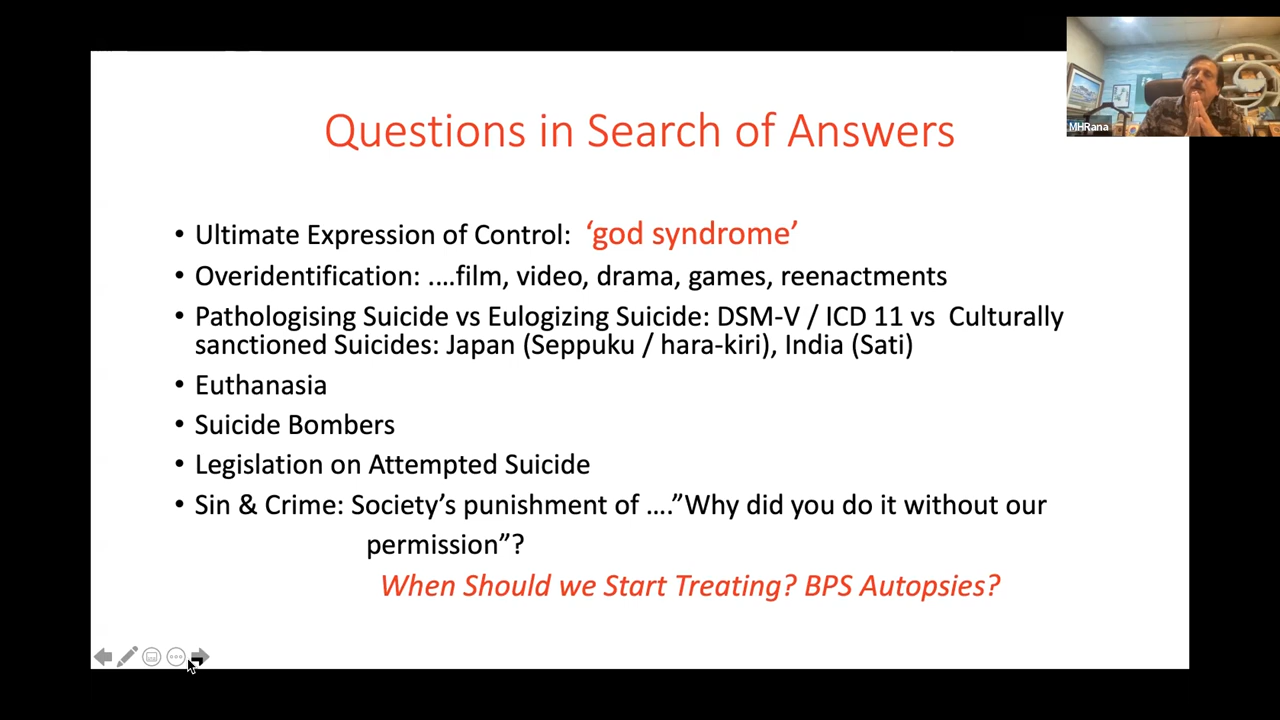 MHRana
Questions in Search of Answers
• Ultimate Expression of Control: ‘god syndrome’
• Overidentification: ....film, video, drama, games, reenactments
• Pathologising Suicide vs Eulogizing Suicide: DSM-V / ICD 11 vs Culturally
sanctioned Suicides: Japan (Seppuku / hara-kiri), India (Sati)
• Euthanasia
• Suicide Bombers
• Legislation on Attempted Suicide
• Sin & Crime: Society’s punishment of ....”Why did you do it without our
permission”?
When Should we Start Treating? BPS Autopsies?